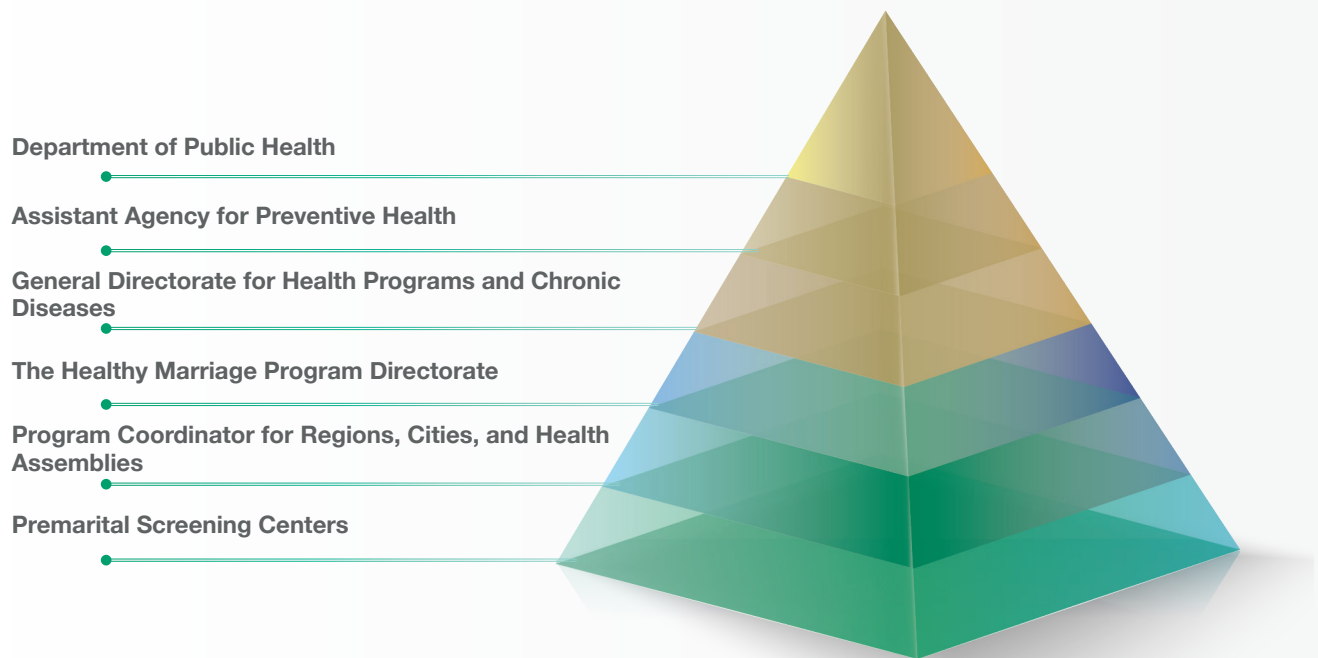 Department of Public Health
Assistant Agency for Preventive Health
General Directorate for Health Programs and Chronic
Diseases
The Healthy Marriage Program Directorate
Program Coordinator for Regions, Cities, and Health
Assemblies
Premarital Screening Centers